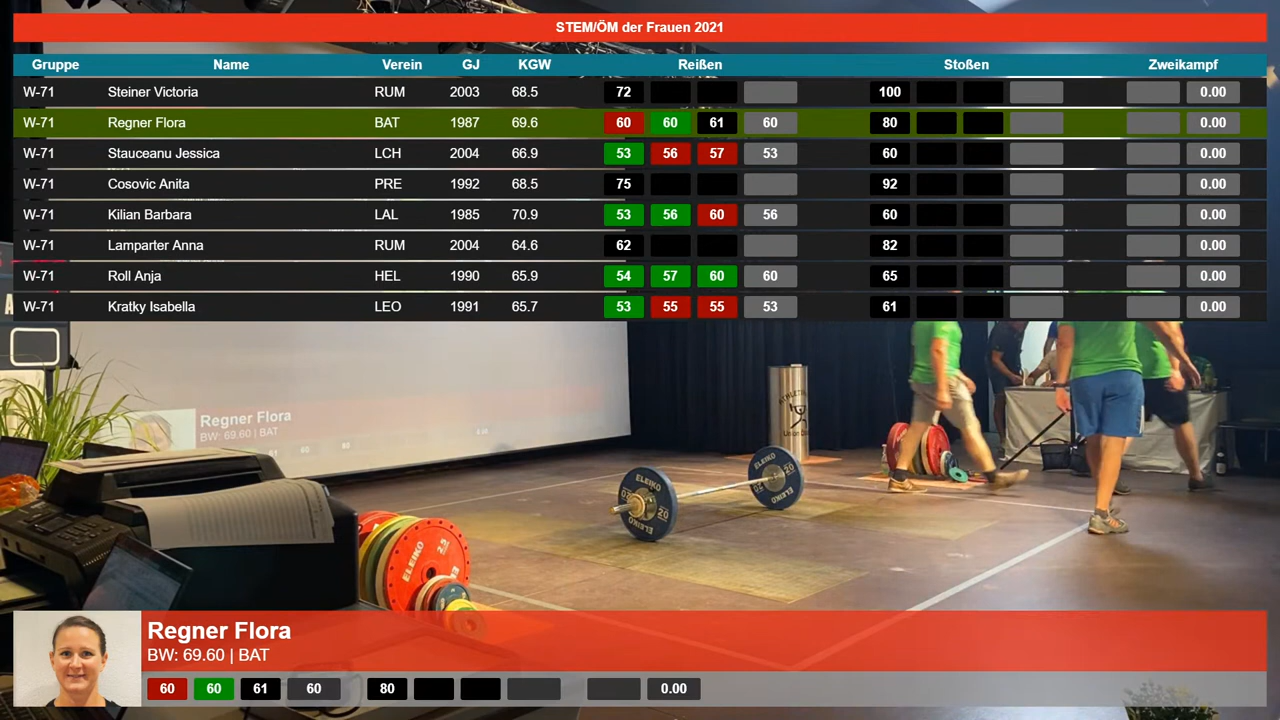 STEM/ÖM der Frauen 2021
Gruppe Name Verein GJ KGW Reißen Stoßen Zweikampf
W-71 Steiner Victoria RUM 2003 68.5 72 100 0.00
W-71 Regner Flora BAT 1987 69.6 60 60 61 60 80 0.00
W-71 Stauceanu Jessica LCH 2004 66.9 53 56 57 53 60 0.00
W-71 Cosovic Anita PRE 1992 68.5 75 92 0.00
W-71 Kilian Barbara LAL 1985 70.9 53 56 60 56 60 0.00
W-71 Lamparter Anna RUM 2004 64.6 62 82 0.00
W-71 Roll Anja HEL 1990 65.9 54 57 60 60 65 0.00
W-71 Kratky Isabella LEO 1991 65.7 53 55 55 53 61 0.00
Regner Flora
BW: 69.60 | BAT
ELEIKO
20
ELEIKO
20
ELEIKO
20
ELEIKO
2.5
Regner Flora
BW: 69.60 | BAT
60 60 61 60 80 0.00